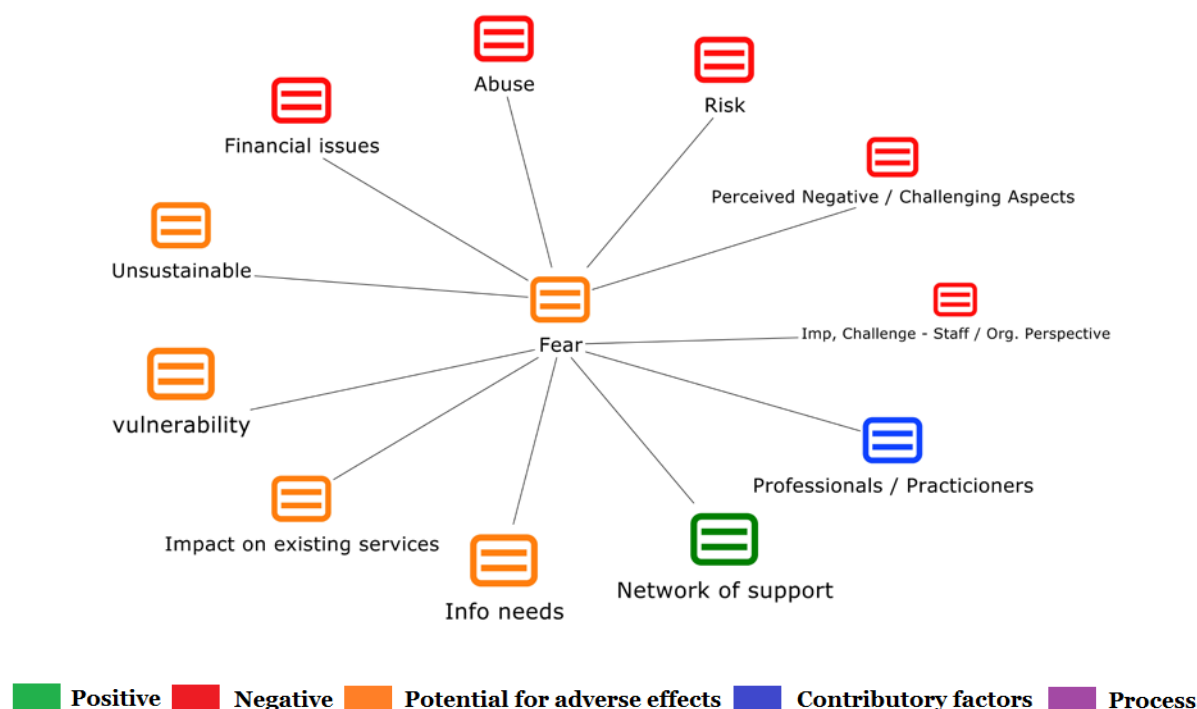 Abuse
Risk
Financial issues
Perceived Negative / Challenging Aspects
Unsustainable
Imp, Challenge - Staff / Org. Perspective
Fear
vulnerability
Professionals / Practicioners
Impact on existing services
Network of support
Info needs
Positive Negative Potential for adverse effects Contributory factors Process